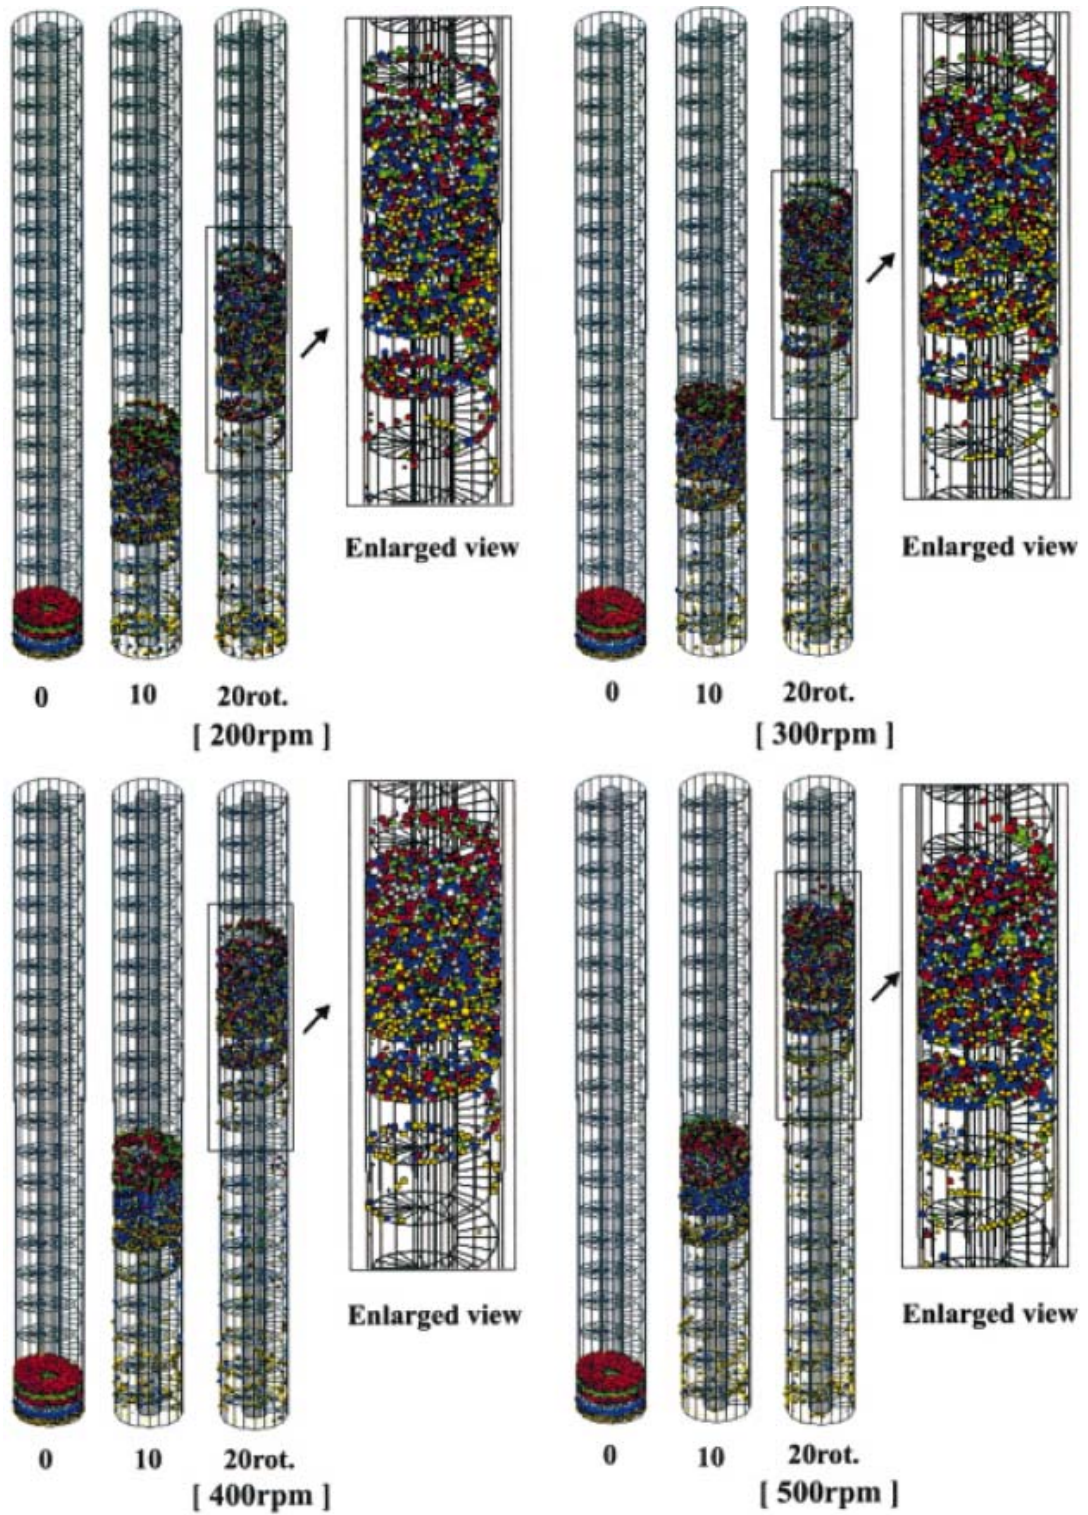 Enlarged view
Enlarged view
0
10
20rot.
[ 200rpm ]
0
10
20rot.
[ 300rpm ]
Enlarged view
Enlarged view
0
10
20rot.
[ 400rpm ]
0
10
20rot.
[ 500rpm ]